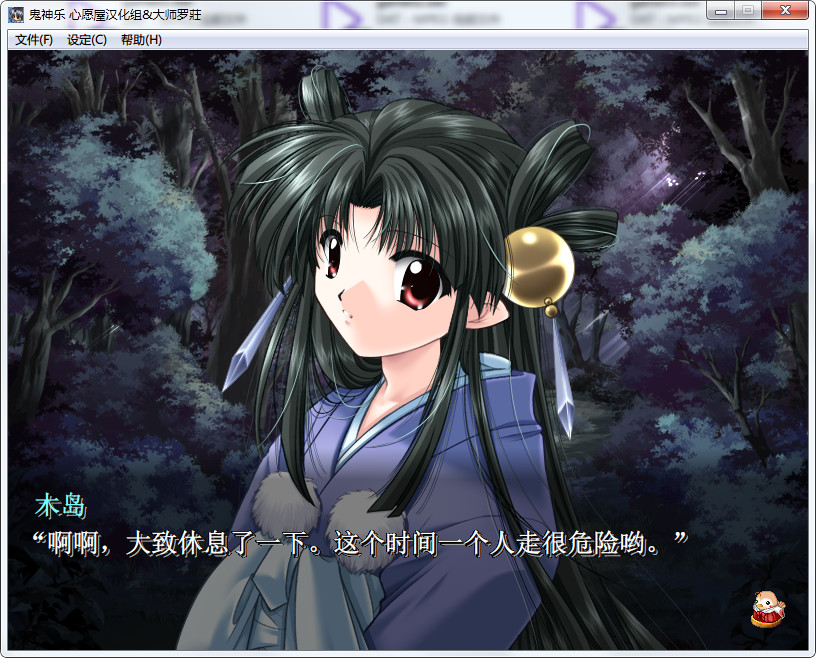 鬼神乐 心愿屋汉化组&大师罗莊
文件(F) 设定(C) 帮助(H)
木岛
“啊啊，大致休息了一下。这个时间一个人走很危险哟。”